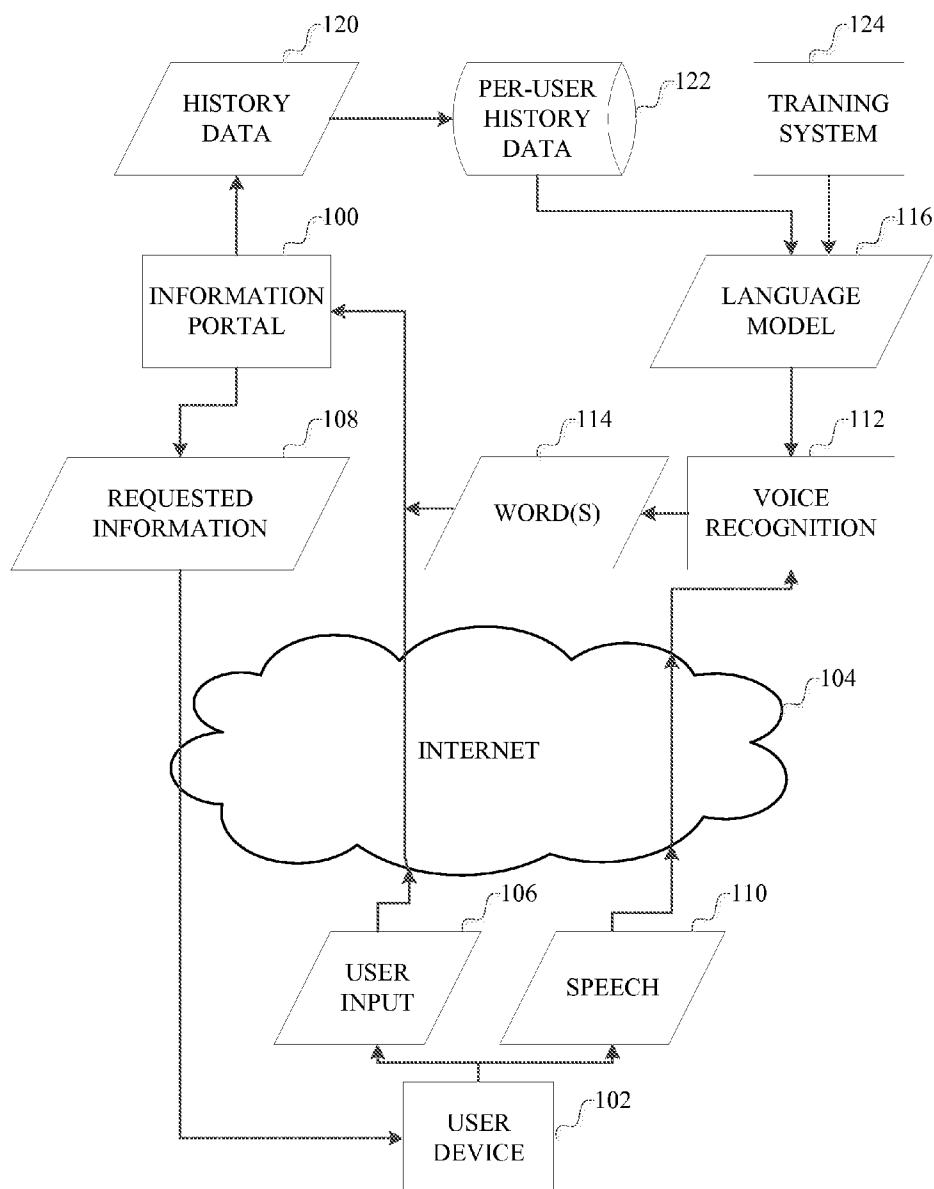 120
124
HISTORY
DATA
PER-USER
HISTORY
DATA
122
TRAINING
SYSTEM
100
116
INFORMATION
PORTAL
LANGUAGE
MODEL
108
114
112
REQUESTED
INFORMATION
WORD(S)
VOICE
RECOGNITION
104
INTERNET
106
110
USER
INPUT
SPEECH
USER
DEVICE
102